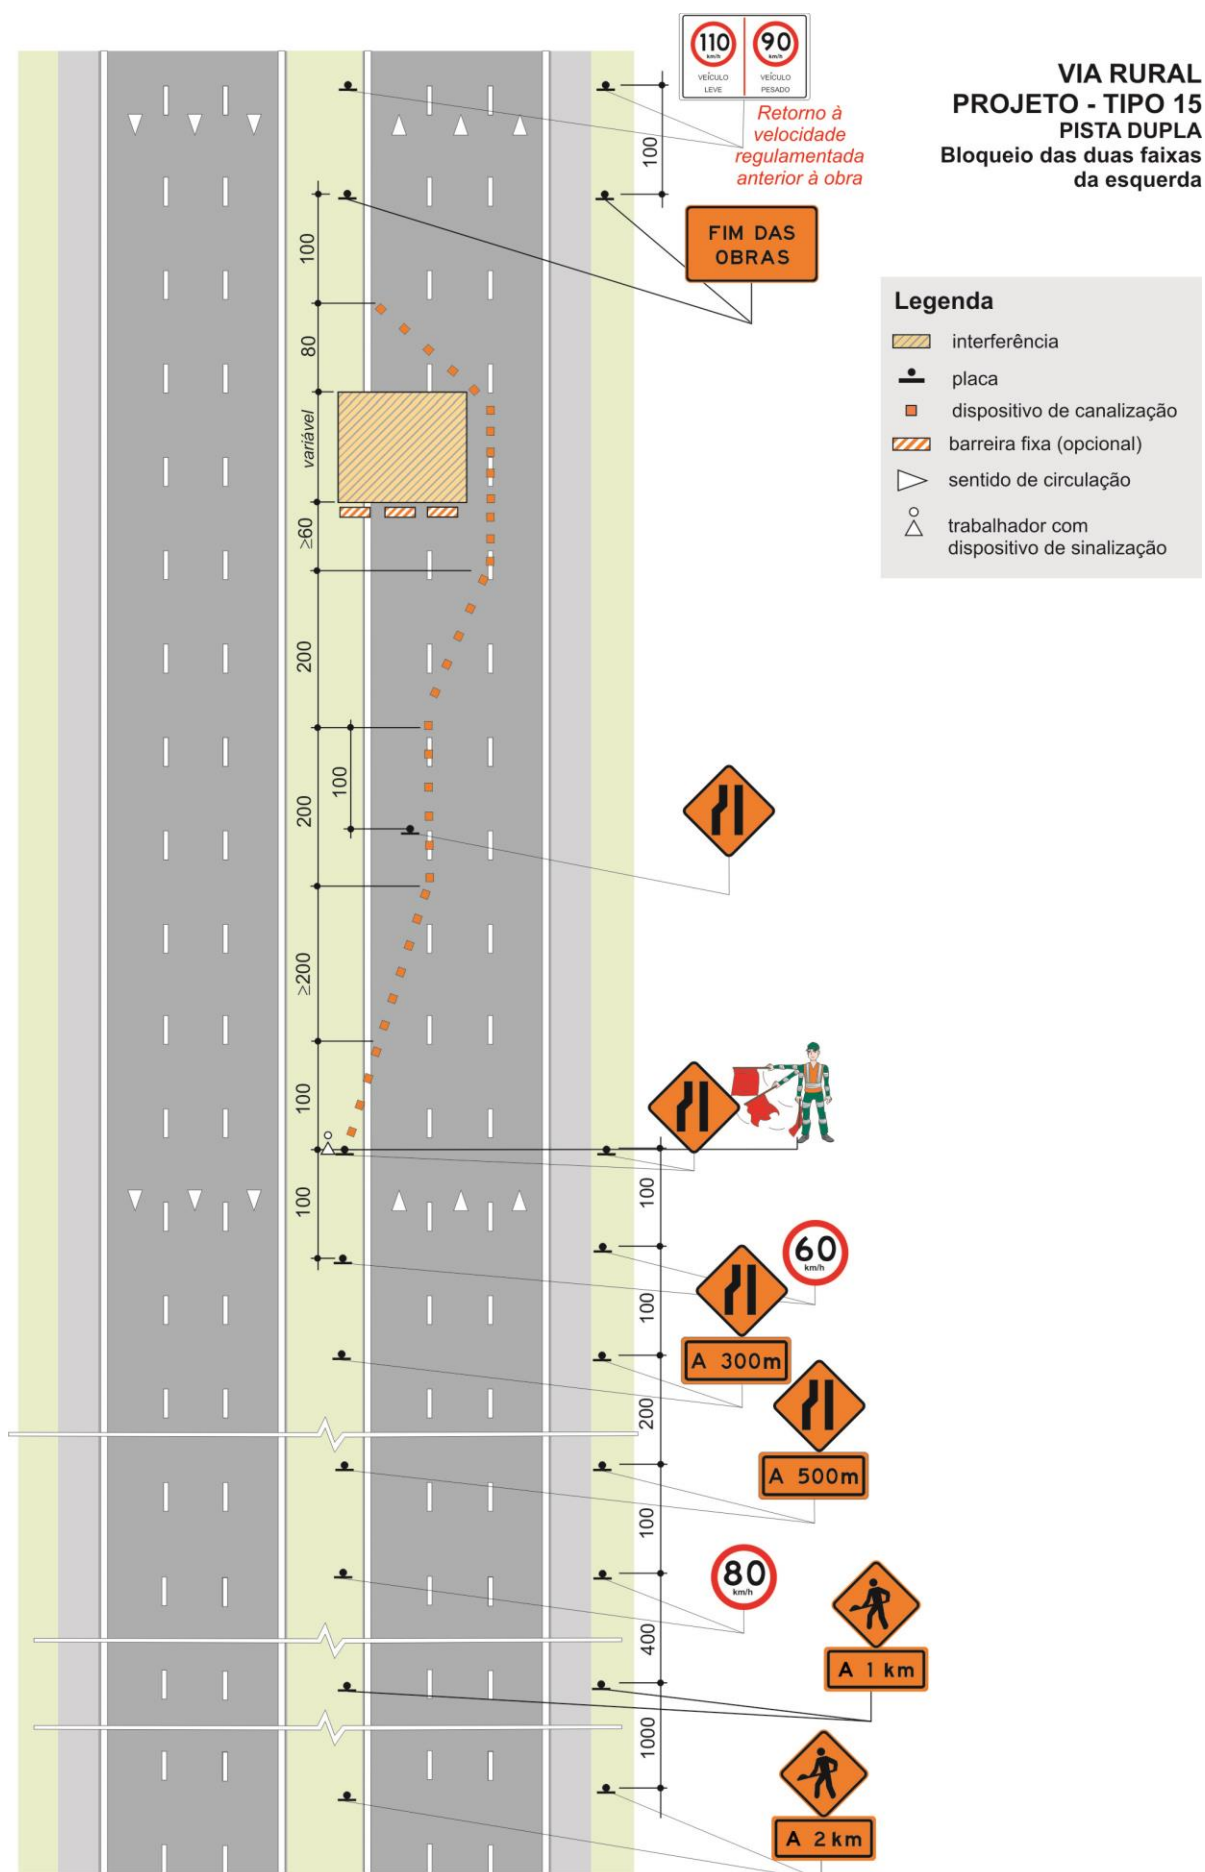 VIA RURAL
PROJETO - TIPO 15
PISTA DUPLA
Bloqueio das duas faixas
da esquerda
110
km/h
VEÍCULO
LEVE
90
km/h
VEÍCULO
PESADO
Retorno à
velocidade
regulamentada
anterior à obra
100
FIM DAS
OBRAS
Legenda
interferência
placa
dispositivo de canalização
barreira fixa (opcional)
sentido de circulação
trabalhador com
dispositivo de sinalização
100
80
variável
≥60
200
100
200
≥200
100
100
100
60
km/h
100
A 300m
200
A 500m
100
80
km/h
400
A 1 km
1000
A 2 km